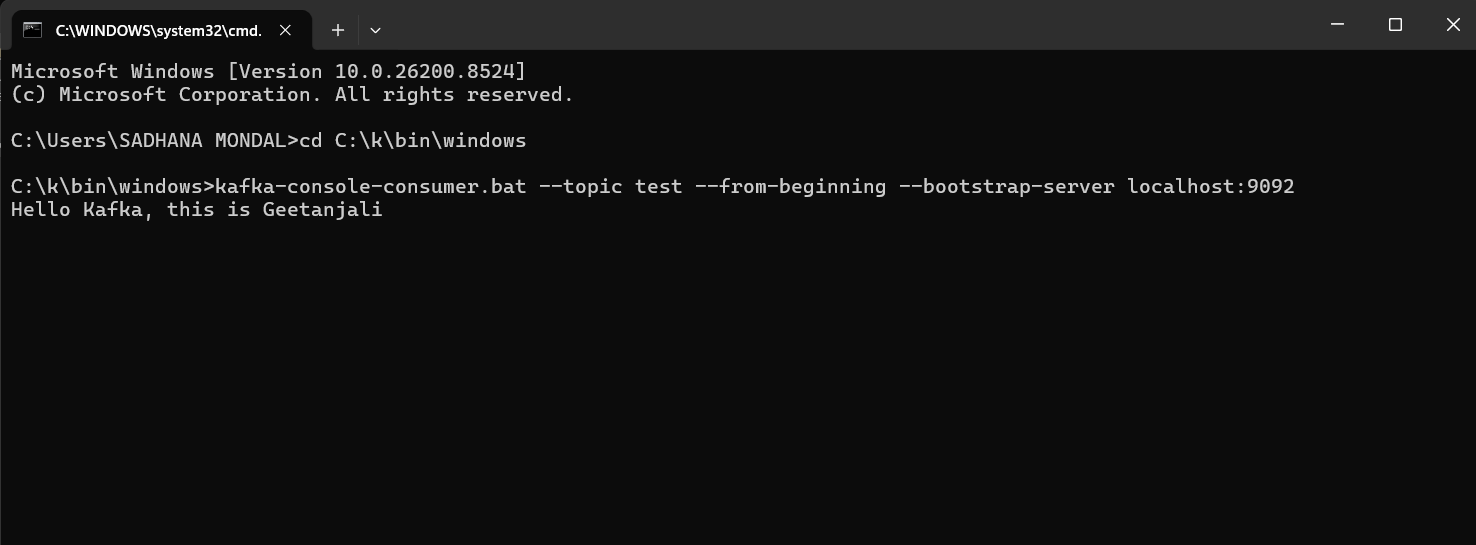 C:\WINDOWS\system32\cmd.
Microsoft Windows [Version 10.0.26200.8524]
(c) Microsoft Corporation. All rights reserved.
C:\Users\SADHANA MONDAL>cd C:\k\bin\windows
C:\k\bin\windows>kafka-console-consumer.bat --topic test --from-beginning --bootstrap-server localhost:9092
Hello Kafka, this is Geetanjali